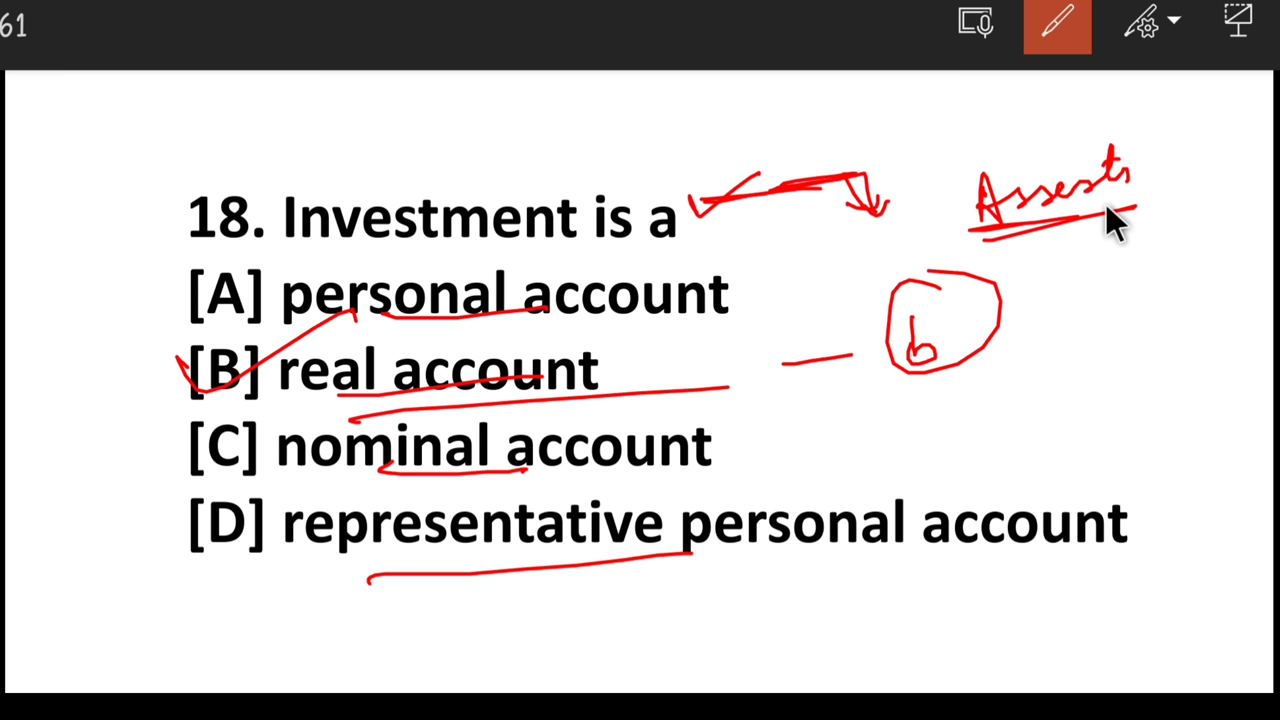 61
18. Investment is a
Assests
[A] personal account
[B] real account
b
[C] nominal account
[D] representative personal account